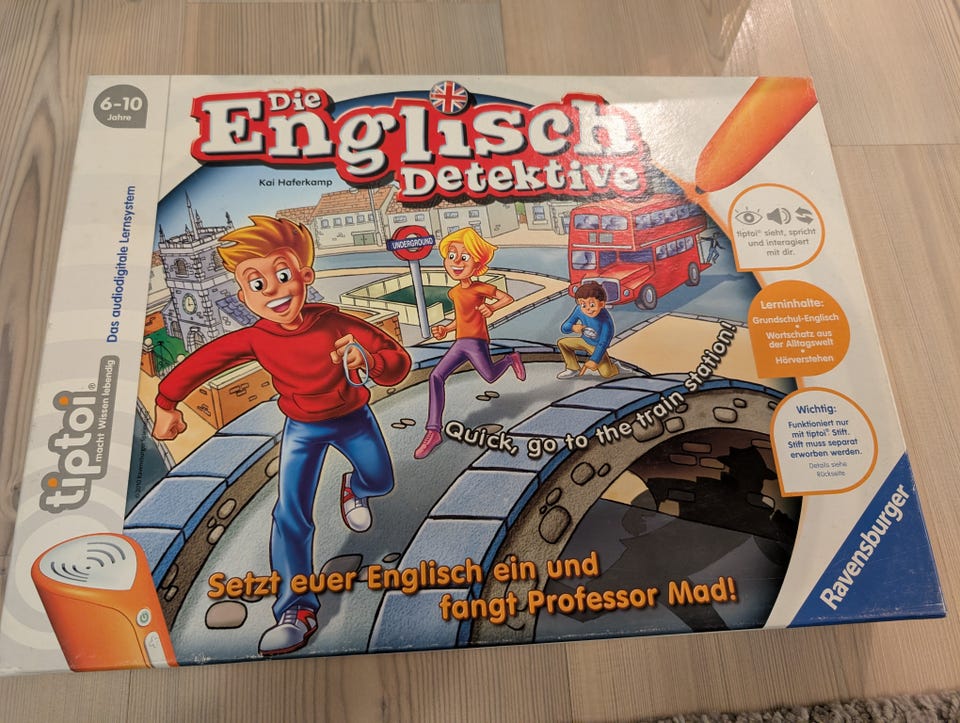 6-10
Jahre
Die
Englisch
Detektive
Kai Haferkamp
UNDERGROUND
tiptoi® sieht, spricht
und interagiert
mit dir.
Lerninhalte:
Grundschul-Englisch
•
Wortschatz aus
der Alltagswelt
•
Hörverstehen
Wichtig:
Funktioniert nur
mit tiptoi® Stift.
Stift muss separat
erworben werden.
Details siehe
Rückseite
Quick, go to the train station!
Setzt euer Englisch ein und
fangt Professor Mad!
Ravensburger
Das audiodigitale Lernsystem
tiptoi®
macht Wissen lebendig